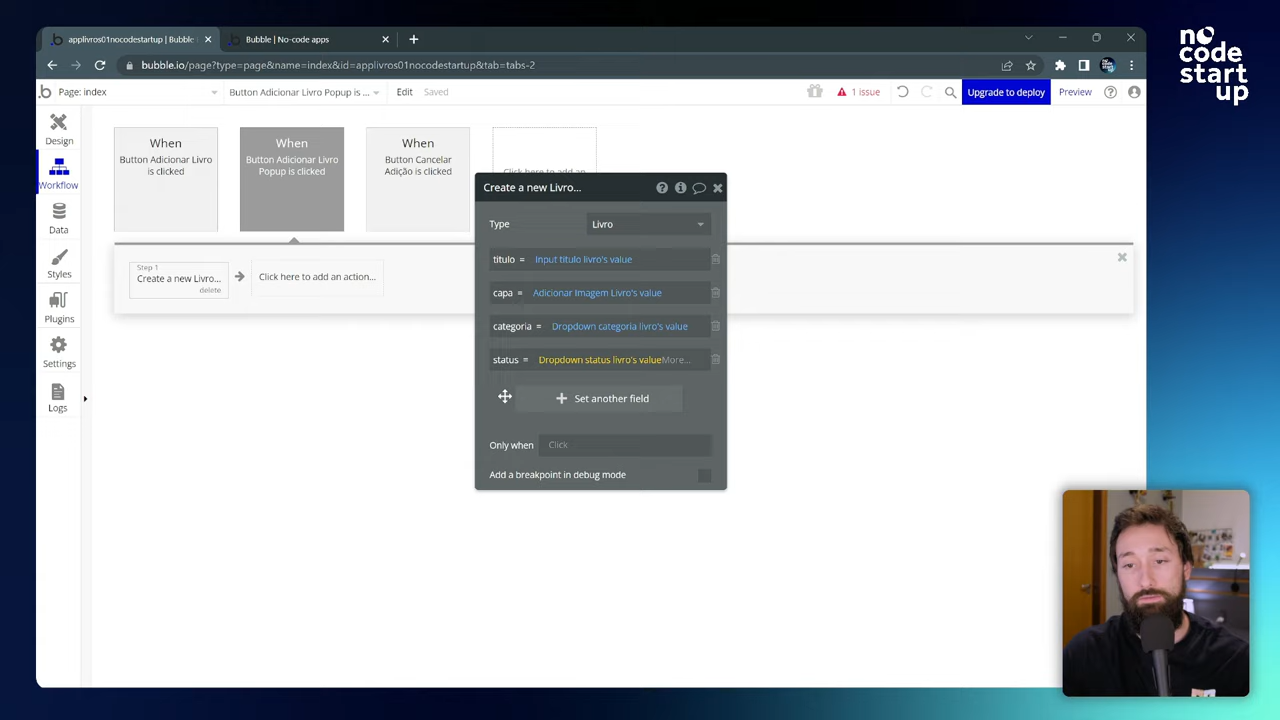 applivros01nocodestartup | Bubble
Bubble | No-code apps
bubble.io/page?type=page&name=index&id=applivros01nocodestartup&tab=tabs-2
no
code
start
up
Page: index
Button Adicionar Livro Popup is ...
Edit
Saved
1 issue
Upgrade to deploy
Preview
Design
Workflow
Data
Styles
Plugins
Settings
Logs
When
Button Adicionar Livro
is clicked
When
Button Adicionar Livro
Popup is clicked
When
Button Cancelar
Adição is clicked
Click here to add an
Step 1
Create a new Livro...
delete
Click here to add an action...
Create a new Livro...
Type
Livro
titulo = Input titulo livro's value
capa = Adicionar Imagem Livro's value
categoria = Dropdown categoria livro's value
status = Dropdown status livro's valueMore...
Set another field
Only when
Click
Add a breakpoint in debug mode